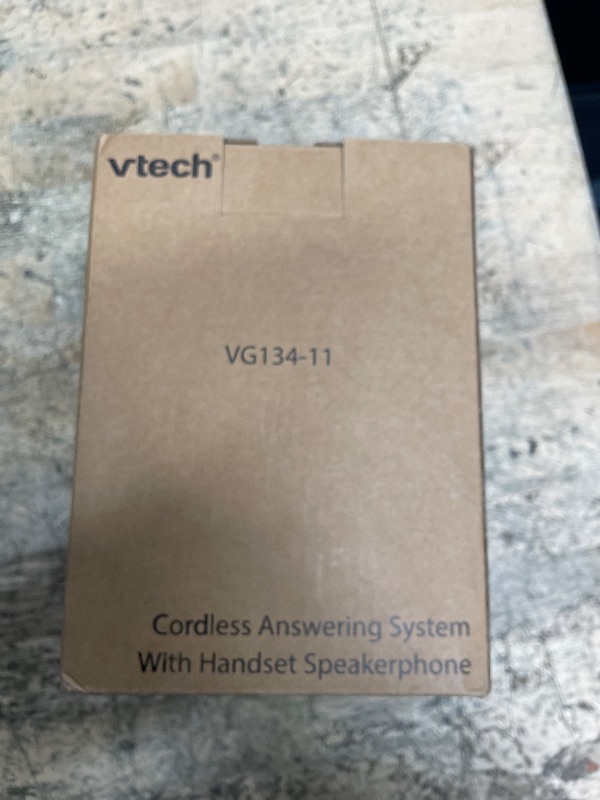 vtech®
VG134-11
Cordless Answering System
With Handset Speakerphone